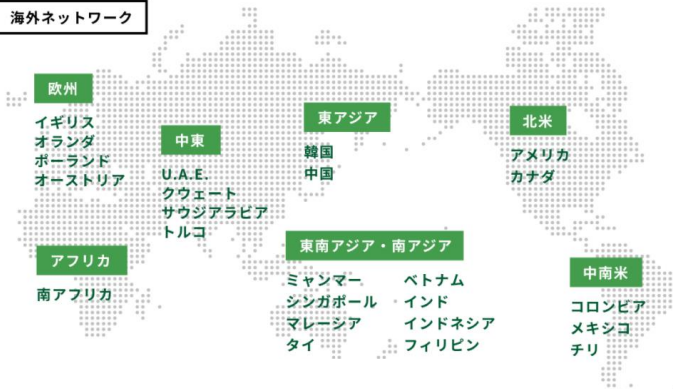 海外ネットワーク
欧州
イギリス
オランダ
ポーランド
オーストリア
中東
U.A.E.
クウェート
サウジアラビア
トルコ
東アジア
韓国
中国
北米
アメリカ
カナダ
アフリカ
南アフリカ
東南アジア・南アジア
ミャンマー
シンガポール
マレーシア
タイ
ベトナム
インド
インドネシア
フィリピン
中南米
コロンビア
メキシコ
チリ